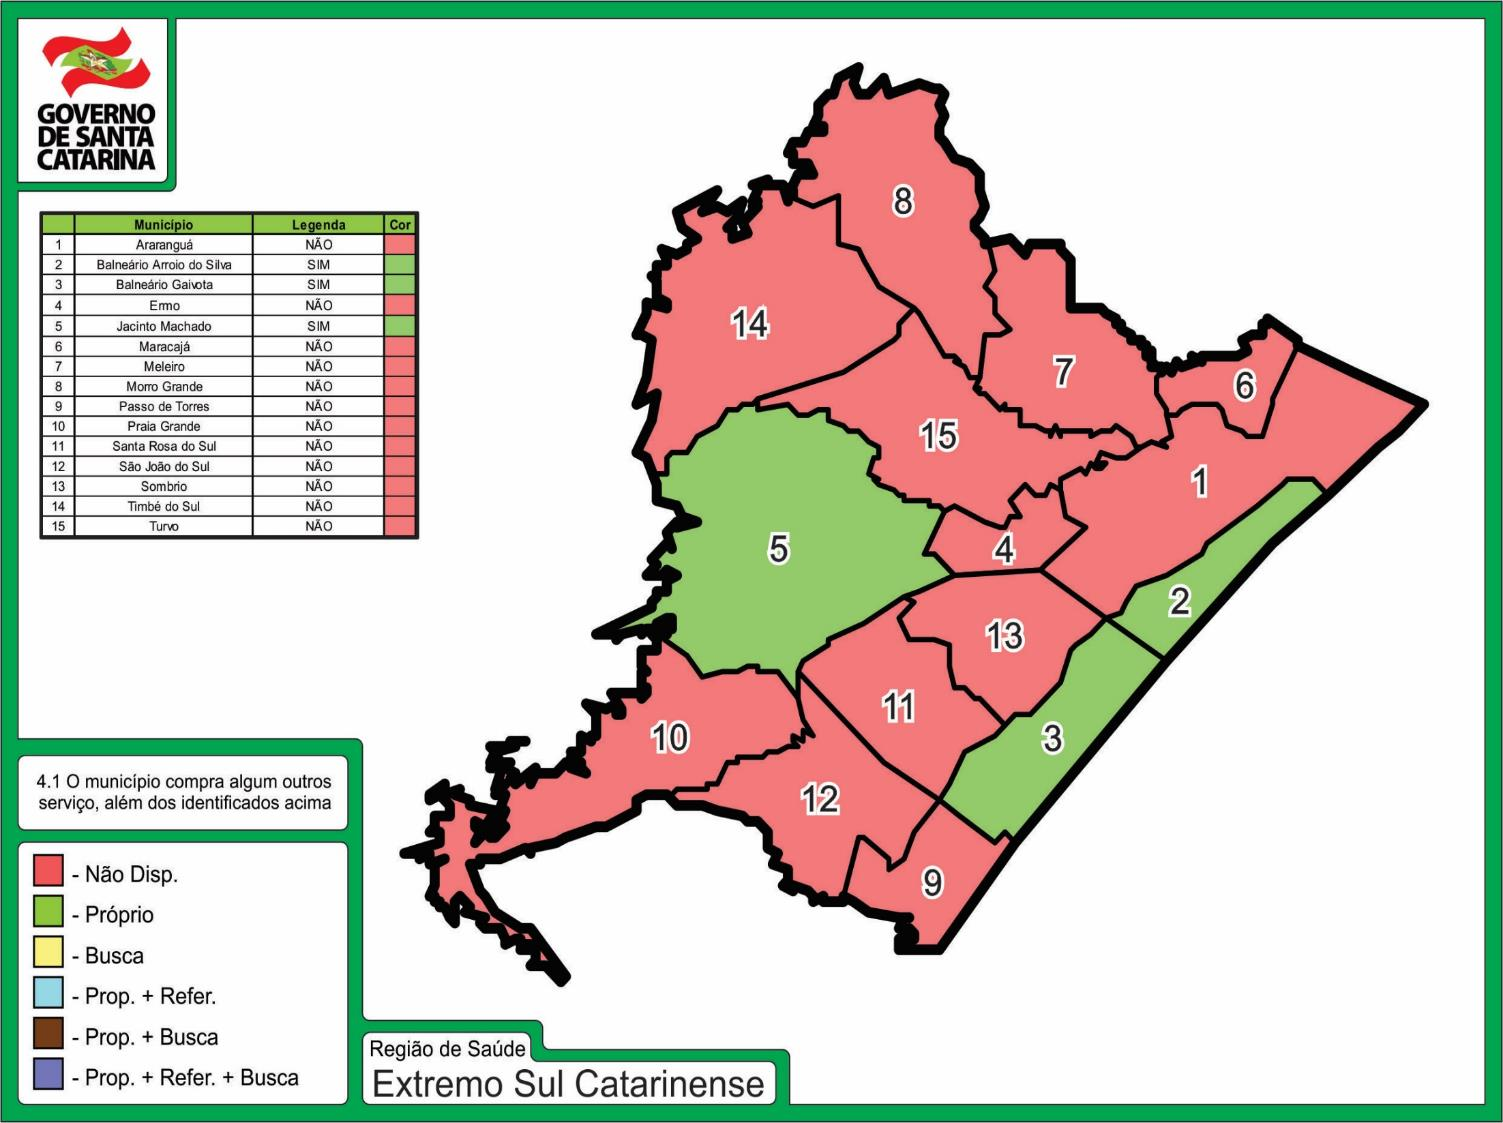 GOVERNO
DE SANTA
CATARINA
Município Legenda Cor
1 Araranguá NÃO
2 Balneário Arroio do Silva SIM
3 Balneário Gaivota SIM
4 Ermo NÃO
5 Jacinto Machado SIM
6 Maracajá NÃO
7 Meleiro NÃO
8 Morro Grande NÃO
9 Passo de Torres NÃO
10 Praia Grande NÃO
11 Santa Rosa do Sul NÃO
12 São João do Sul NÃO
13 Sombrio NÃO
14 Timbé do Sul NÃO
15 Turvo NÃO
8
14
7
6
15
1
5
4
2
13
11
10
3
12
9
4.1 O município compra algum outros
serviço, além dos identificados acima
- Não Disp.
- Próprio
- Busca
- Prop. + Refer.
- Prop. + Busca
- Prop. + Refer. + Busca
Região de Saúde
Extremo Sul Catarinense